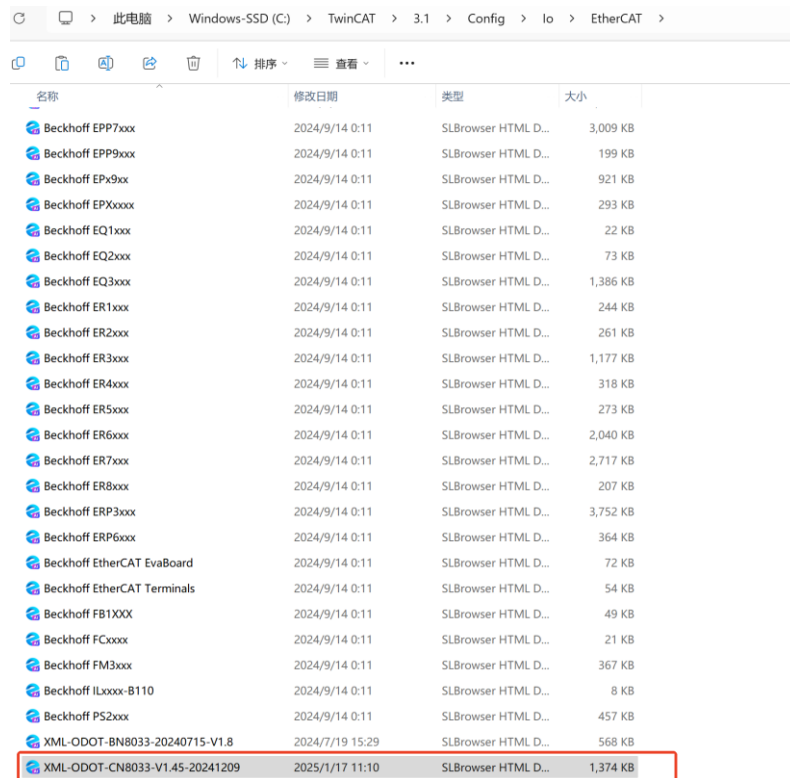 此电脑 > Windows-SSD (C:) > TwinCAT > 3.1 > Config > Io > EtherCAT >
排序 查看 ...
名称 修改日期 类型 大小
Beckhoff EPP7xxx 2024/9/14 0:11 SLBrowser HTML D... 3,009 KB
Beckhoff EPP9xxx 2024/9/14 0:11 SLBrowser HTML D... 199 KB
Beckhoff EPx9xx 2024/9/14 0:11 SLBrowser HTML D... 921 KB
Beckhoff EPXxxxx 2024/9/14 0:11 SLBrowser HTML D... 293 KB
Beckhoff EQ1xxx 2024/9/14 0:11 SLBrowser HTML D... 22 KB
Beckhoff EQ2xxx 2024/9/14 0:11 SLBrowser HTML D... 73 KB
Beckhoff EQ3xxx 2024/9/14 0:11 SLBrowser HTML D... 1,386 KB
Beckhoff ER1xxx 2024/9/14 0:11 SLBrowser HTML D... 244 KB
Beckhoff ER2xxx 2024/9/14 0:11 SLBrowser HTML D... 261 KB
Beckhoff ER3xxx 2024/9/14 0:11 SLBrowser HTML D... 1,177 KB
Beckhoff ER4xxx 2024/9/14 0:11 SLBrowser HTML D... 318 KB
Beckhoff ER5xxx 2024/9/14 0:11 SLBrowser HTML D... 273 KB
Beckhoff ER6xxx 2024/9/14 0:11 SLBrowser HTML D... 2,040 KB
Beckhoff ER7xxx 2024/9/14 0:11 SLBrowser HTML D... 2,717 KB
Beckhoff ER8xxx 2024/9/14 0:11 SLBrowser HTML D... 207 KB
Beckhoff ERP3xxx 2024/9/14 0:11 SLBrowser HTML D... 3,752 KB
Beckhoff ERP6xxx 2024/9/14 0:11 SLBrowser HTML D... 364 KB
Beckhoff EtherCAT EvaBoard 2024/9/14 0:11 SLBrowser HTML D... 72 KB
Beckhoff EtherCAT Terminals 2024/9/14 0:11 SLBrowser HTML D... 54 KB
Beckhoff FB1XXX 2024/9/14 0:11 SLBrowser HTML D... 49 KB
Beckhoff FCxxxx 2024/9/14 0:11 SLBrowser HTML D... 21 KB
Beckhoff FM3xxx 2024/9/14 0:11 SLBrowser HTML D... 367 KB
Beckhoff ILxxxx-B110 2024/9/14 0:11 SLBrowser HTML D... 8 KB
Beckhoff PS2xxx 2024/9/14 0:11 SLBrowser HTML D... 457 KB
XML-ODOT-BN8033-20240715-V1.8 2024/7/19 15:29 SLBrowser HTML D... 568 KB
XML-ODOT-CN8033-V1.45-20241209 2025/1/17 11:10 SLBrowser HTML D... 1,374 KB